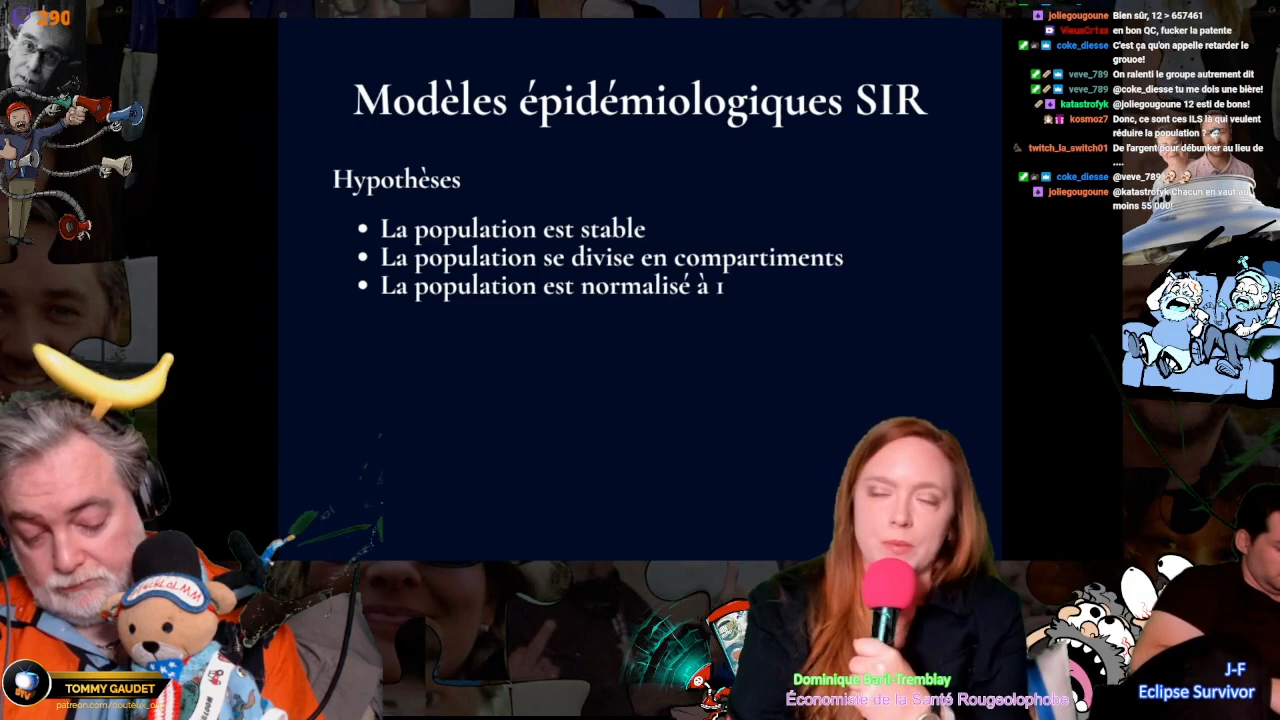 290
Modèles épidémiologiques SIR
Hypothèses
• La population est stable
• La population se divise en compartiments
• La population est normalisé à 1
joliegougoune Bien sûr, 12 > 657461
VieuxCr1ss en bon QC, fucker la patente
coke_diesse C'est ça qu'on appelle retarder le
grouoe!
veve_789 On ralenti le groupe autrement dit
veve_789 @coke_diesse tu me dois une bière!
katastrofyk @joliegougoune 12 esti de bons!
kosmoz7 Donc, ce sont ces ILS là qui veulent
réduire la population ?
twitch_la_switch01 De l'argent pour débunker au lieu de
....
coke_diesse @veve_789
joliegougoune @katastrofyk Chacun en vaut au
moins 55 000!
TOMMY GAUDET
Dominique Baril-Tremblay
Économiste de la Santé Rougeolophobe
J-F
Eclipse Survivor